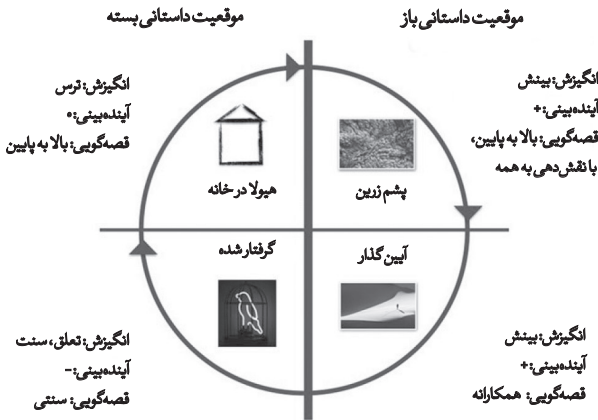 موقعیت داستانی باز
موقعیت داستانی بسته
انگیزش: بینش
آینده‌بینی: +
قصه‌گویی: بالا به پایین،
با نقش‌دهی به همه
پشم زرین
هیولا در خانه
انگیزش: ترس
آینده‌بینی: ۰
قصه‌گویی: بالا به پایین
آیین گذار
گرفتار شده
انگیزش: بینش
آینده‌بینی: +
قصه‌گویی: همکارانه
انگیزش: تعلق، سنت
آینده‌بینی: -
قصه‌گویی: سنتی